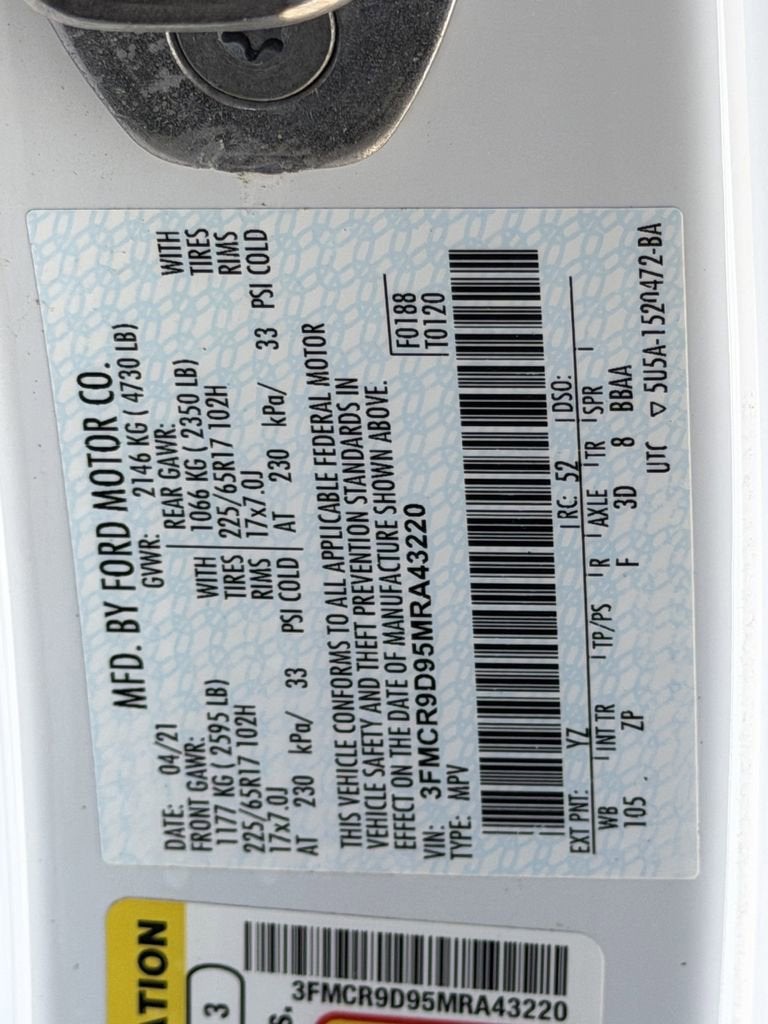 MFD. BY FORD MOTOR CO.
DATE: 04/21 GVWR: 2146 KG ( 4730 LB)
FRONT GAWR: REAR GAWR:
1177 KG ( 2595 LB) WITH 1066 KG ( 2350 LB) WITH
225/65R17 102H TIRES 225/65R17 102H TIRES
17x7.0J RIMS 17x7.0J RIMS
AT 230 kPa/ 33 PSI COLD AT 230 kPa/ 33 PSI COLD
THIS VEHICLE CONFORMS TO ALL APPLICABLE FEDERAL MOTOR
VEHICLE SAFETY AND THEFT PREVENTION STANDARDS IN
EFFECT ON THE DATE OF MANUFACTURE SHOWN ABOVE.
VIN: 3FMCR9D95MRA43220 F0188
TYPE: MPV T0120
EXT PNT: YZ RC: 52 DSO:
WB INT TR TP/PS R AXLE TR SPR
105 ZP F 3D 8 BBAA
UTC ▽ 5U5A-1520472-BA
ATION
3
S.
3FMCR9D95MRA43220